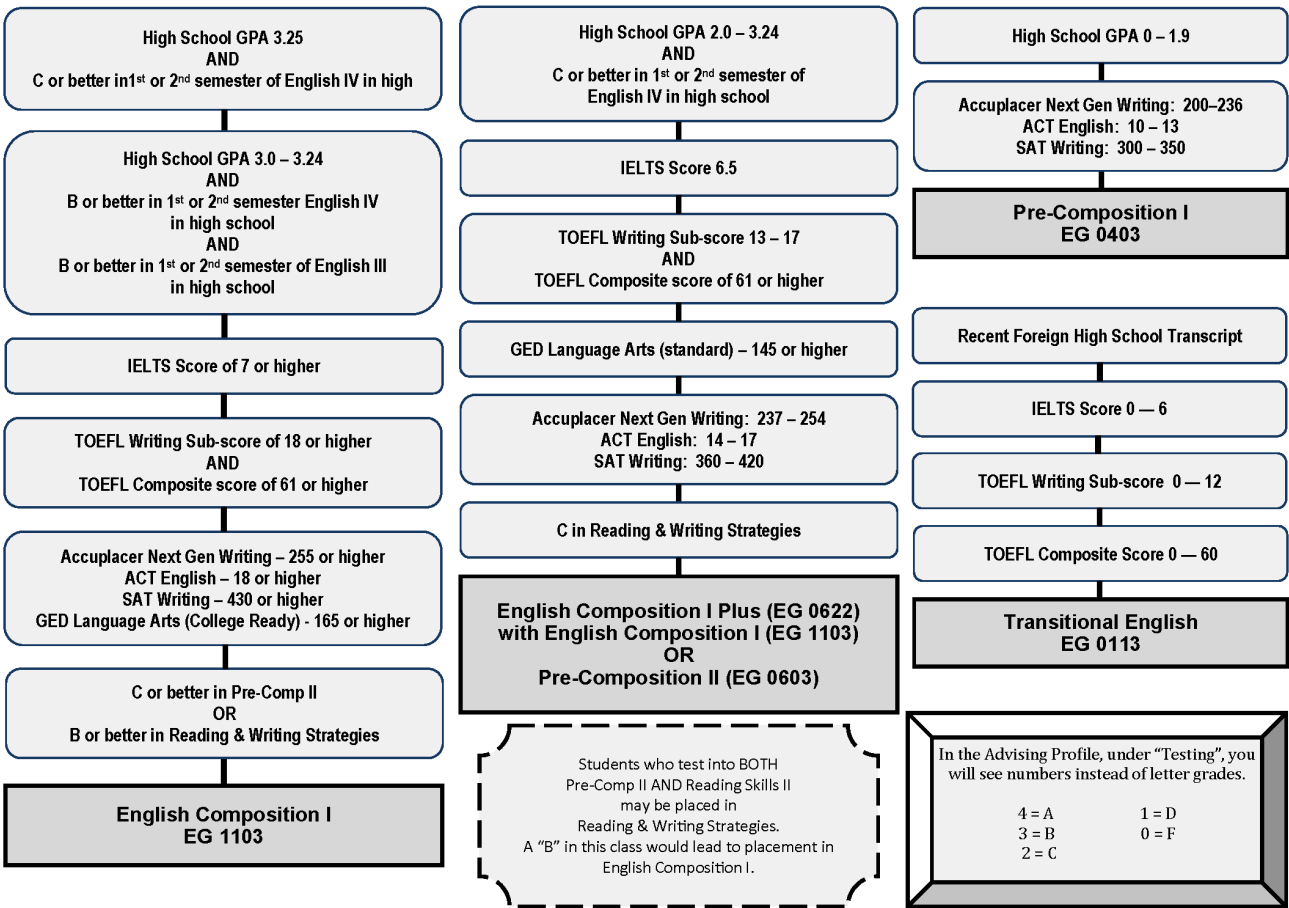 High School GPA 3.25
AND
C or better in1st or 2nd semester of English IV in high
High School GPA 3.0 – 3.24
AND
B or better in 1st or 2nd semester English IV
in high school
AND
B or better in 1st or 2nd semester of English III
in high school
IELTS Score of 7 or higher
TOEFL Writing Sub-score of 18 or higher
AND
TOEFL Composite score of 61 or higher
Accuplacer Next Gen Writing – 255 or higher
ACT English – 18 or higher
SAT Writing – 430 or higher
GED Language Arts (College Ready) - 165 or higher
C or better in Pre-Comp II
OR
B or better in Reading & Writing Strategies
English Composition I
EG 1103
High School GPA 2.0 – 3.24
AND
C or better in 1st or 2nd semester of
English IV in high school
IELTS Score 6.5
TOEFL Writing Sub-score 13 – 17
AND
TOEFL Composite score of 61 or higher
GED Language Arts (standard) – 145 or higher
Accuplacer Next Gen Writing: 237 – 254
ACT English: 14 – 17
SAT Writing: 360 – 420
C in Reading & Writing Strategies
English Composition I Plus (EG 0622)
with English Composition I (EG 1103)
OR
Pre-Composition II (EG 0603)
Students who test into BOTH
Pre-Comp II AND Reading Skills II
may be placed in
Reading & Writing Strategies.
A “B” in this class would lead to placement in
English Composition I.
High School GPA 0 – 1.9
Accuplacer Next Gen Writing: 200–236
ACT English: 10 – 13
SAT Writing: 300 – 350
Pre-Composition I
EG 0403
Recent Foreign High School Transcript
IELTS Score 0 — 6
TOEFL Writing Sub-score 0 — 12
TOEFL Composite Score 0 — 60
Transitional English
EG 0113
In the Advising Profile, under “Testing”, you
will see numbers instead of letter grades.
4 = A 1 = D
3 = B 0 = F
2 = C